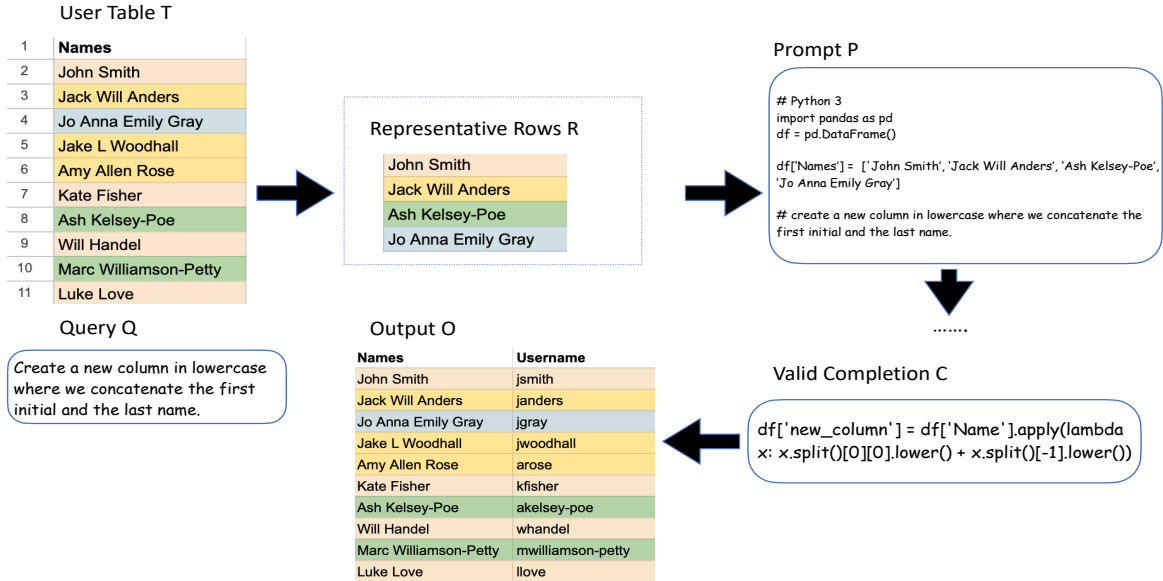 User Table T
1 Names
2 John Smith
3 Jack Will Anders
4 Jo Anna Emily Gray
5 Jake L Woodhall
6 Amy Allen Rose
7 Kate Fisher
8 Ash Kelsey-Poe
9 Will Handel
10 Marc Williamson-Petty
11 Luke Love
Query Q
Create a new column in lowercase
where we concatenate the first
initial and the last name.
Representative Rows R
John Smith
Jack Will Anders
Ash Kelsey-Poe
Jo Anna Emily Gray
Prompt P
# Python 3
import pandas as pd
df = pd.DataFrame()
df['Names'] = ['John Smith', 'Jack Will Anders', 'Ash Kelsey-Poe',
'Jo Anna Emily Gray']
# create a new column in lowercase where we concatenate the
first initial and the last name.
.......
Valid Completion C
df['new_column'] = df['Name'].apply(lambda
x: x.split()[0][0].lower() + x.split()[-1].lower())
Output O
Names Username
John Smith jsmith
Jack Will Anders janders
Jo Anna Emily Gray jgray
Jake L Woodhall jwoodhall
Amy Allen Rose arose
Kate Fisher kfisher
Ash Kelsey-Poe akelsey-poe
Will Handel whandel
Marc Williamson-Petty mwilliamson-petty
Luke Love llove